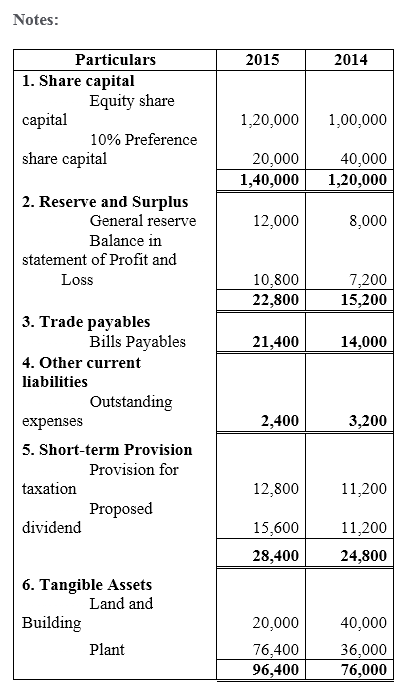 Notes:
Particulars 2015 2014
1. Share capital
Equity share
capital 1,20,000 1,00,000
10% Preference
share capital 20,000 40,000
1,40,000 1,20,000
2. Reserve and Surplus
General reserve 12,000 8,000
Balance in
statement of Profit and
Loss 10,800 7,200
22,800 15,200
3. Trade payables
Bills Payables 21,400 14,000
4. Other current
liabilities
Outstanding
expenses 2,400 3,200
5. Short-term Provision
Provision for
taxation 12,800 11,200
Proposed
dividend 15,600 11,200
28,400 24,800
6. Tangible Assets
Land and
Building 20,000 40,000
Plant 76,400 36,000
96,400 76,000